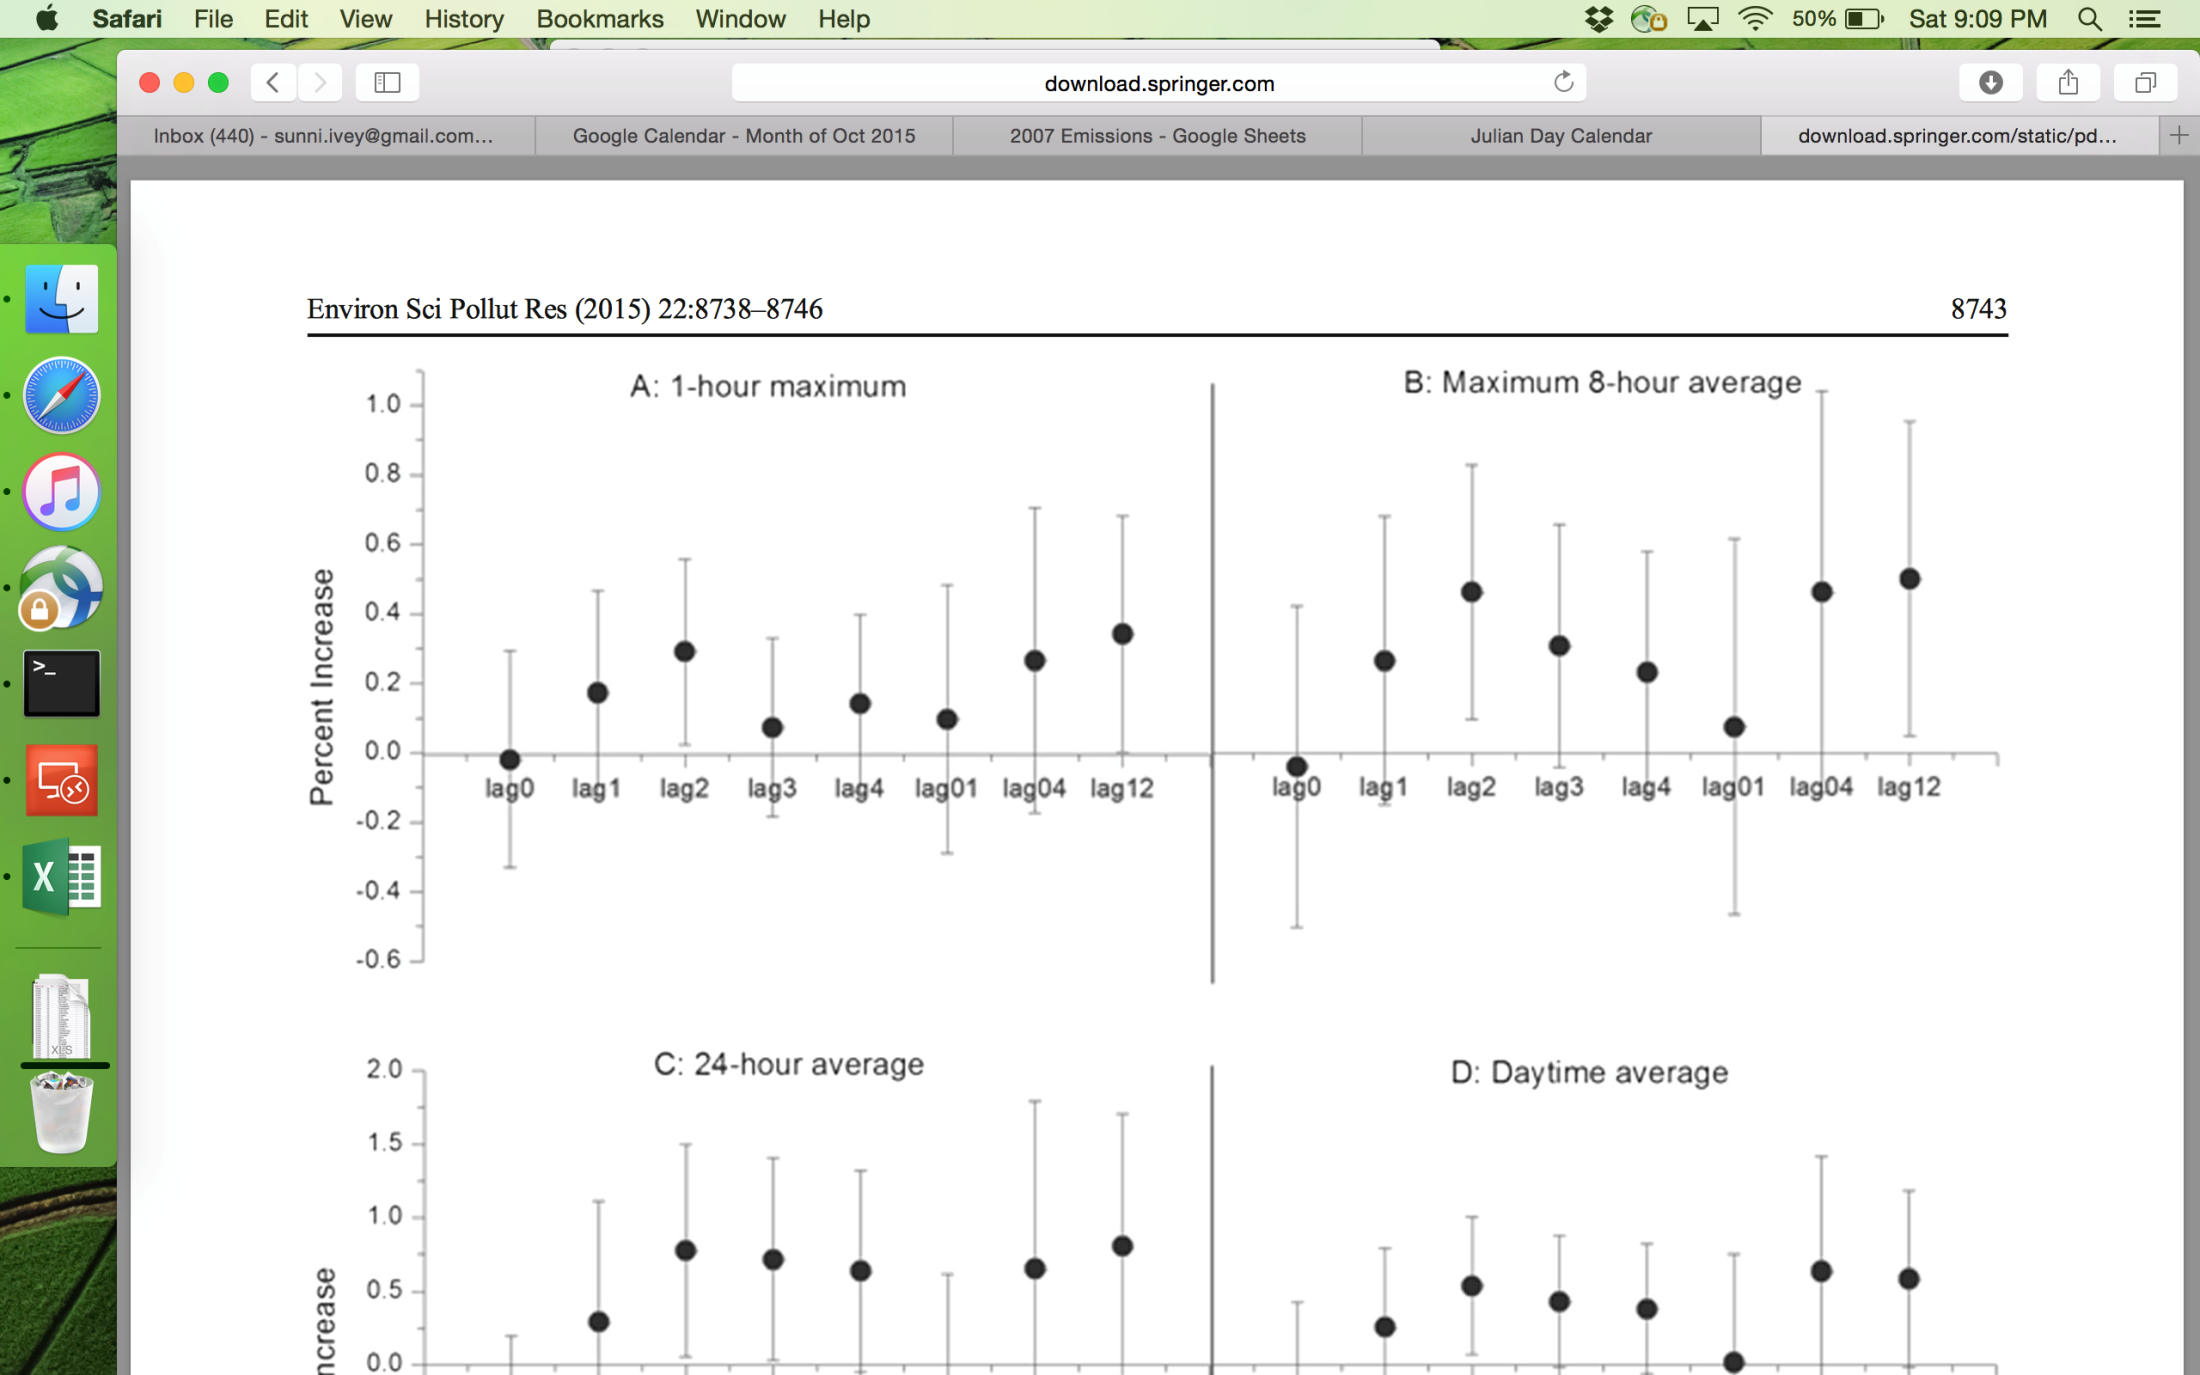 Safari File Edit View History Bookmarks Window Help 50% Sat 9:09 PM
download.springer.com
Inbox (440) - sunni.ivey@gmail.com... Google Calendar - Month of Oct 2015 2007 Emissions - Google Sheets Julian Day Calendar download.springer.com/static/pd...
Environ Sci Pollut Res (2015) 22:8738–8746 8743
A: 1-hour maximum
B: Maximum 8-hour average
Percent Increase
1.0
0.8
0.6
0.4
0.2
0.0
-0.2
-0.4
-0.6
lag0 lag1 lag2 lag3 lag4 lag01 lag04 lag12
lag0 lag1 lag2 lag3 lag4 lag01 lag04 lag12
C: 24-hour average
D: Daytime average
ncrease
2.0
1.5
1.0
0.5
0.0
>_
X
XLS